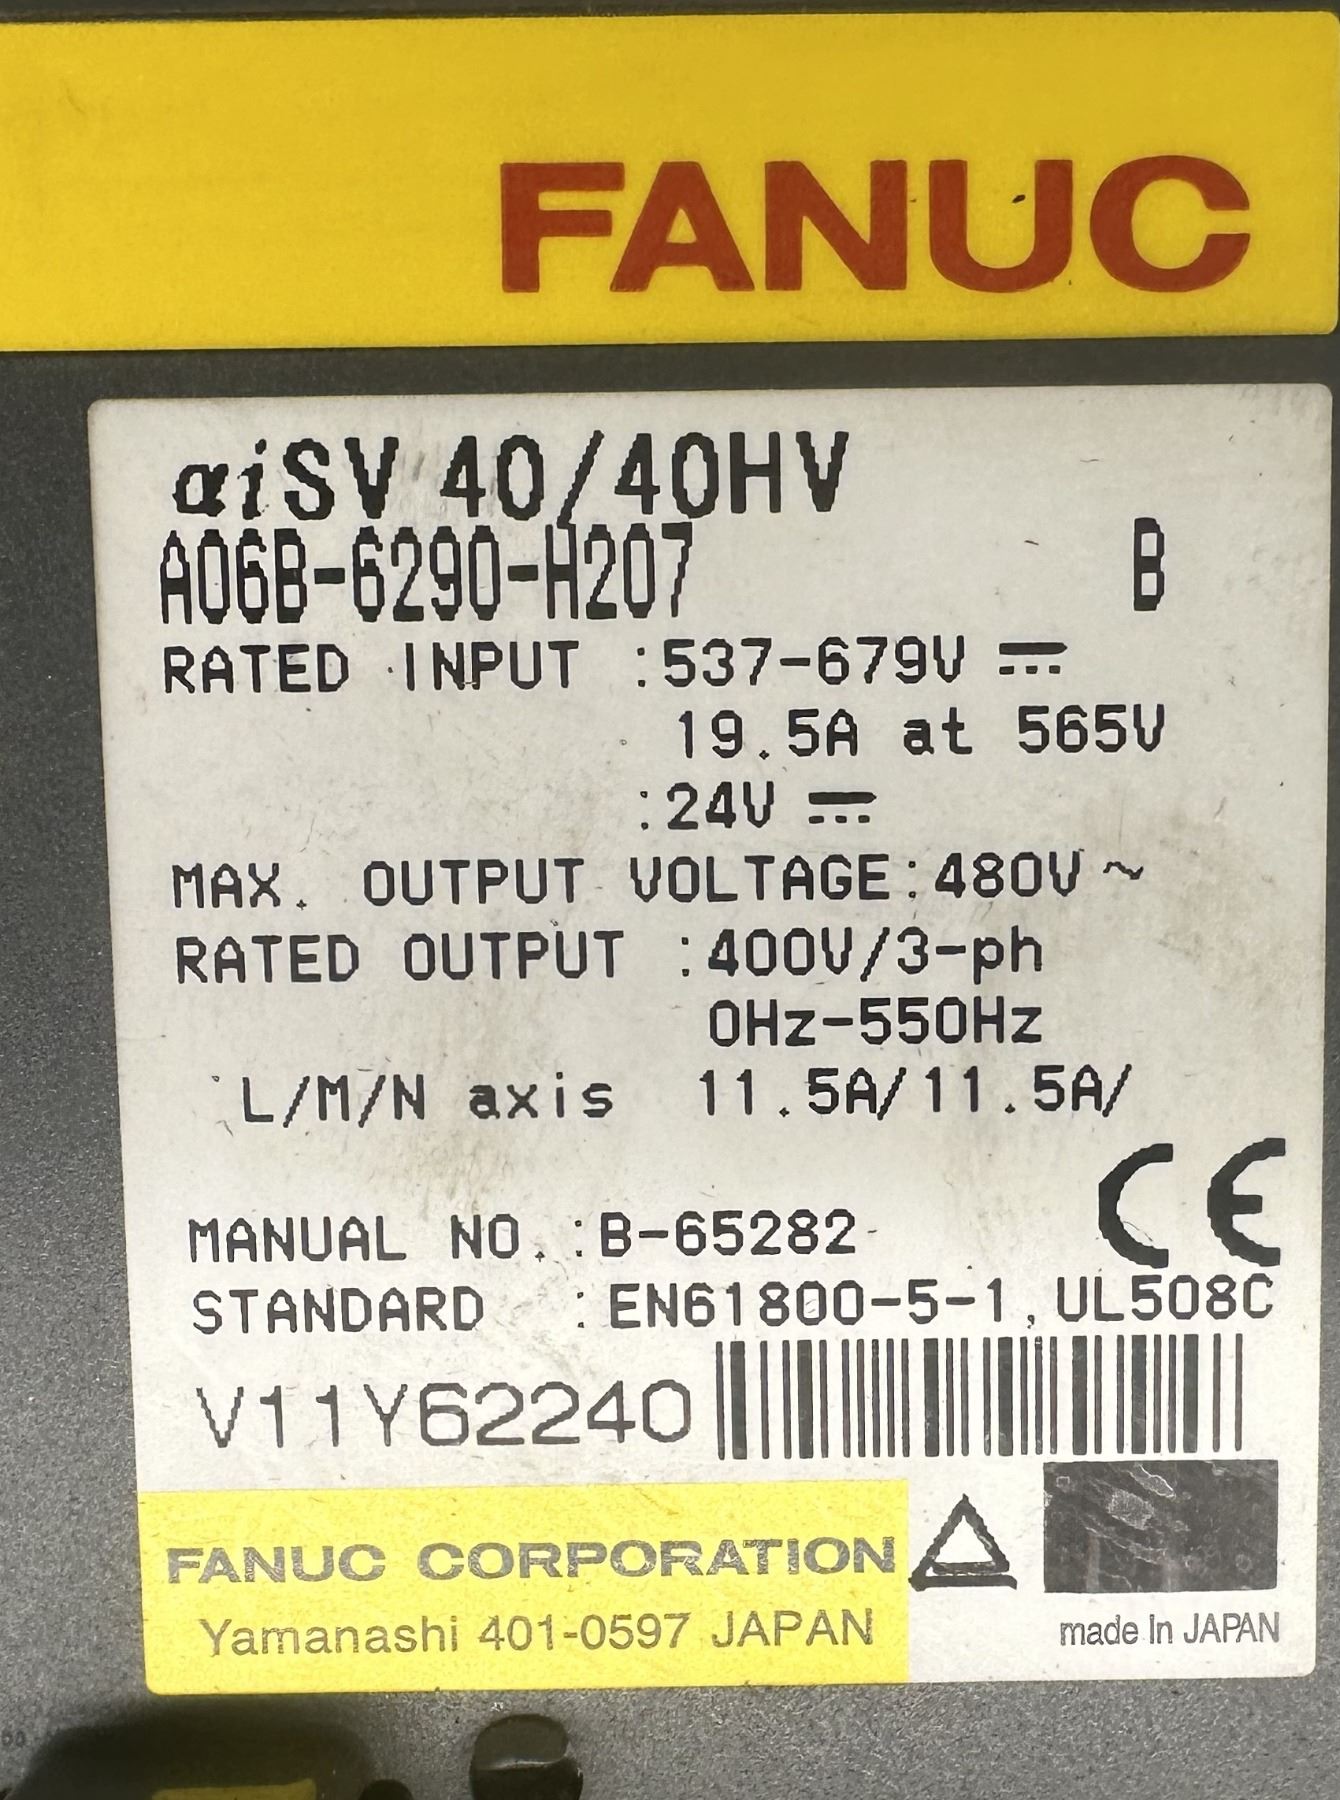 FANUC
αiSV 40/40HV
A06B-6290-H207 B
RATED INPUT :537-679V ⎓
19.5A at 565V
:24V ⎓
MAX. OUTPUT VOLTAGE:480V～
RATED OUTPUT :400V/3-ph
0Hz-550Hz
L/M/N axis 11.5A/11.5A/
CE
MANUAL NO. :B-65282
STANDARD :EN61800-5-1,UL508C
V11Y62240
FANUC CORPORATION
Yamanashi 401-0597 JAPAN
made In JAPAN